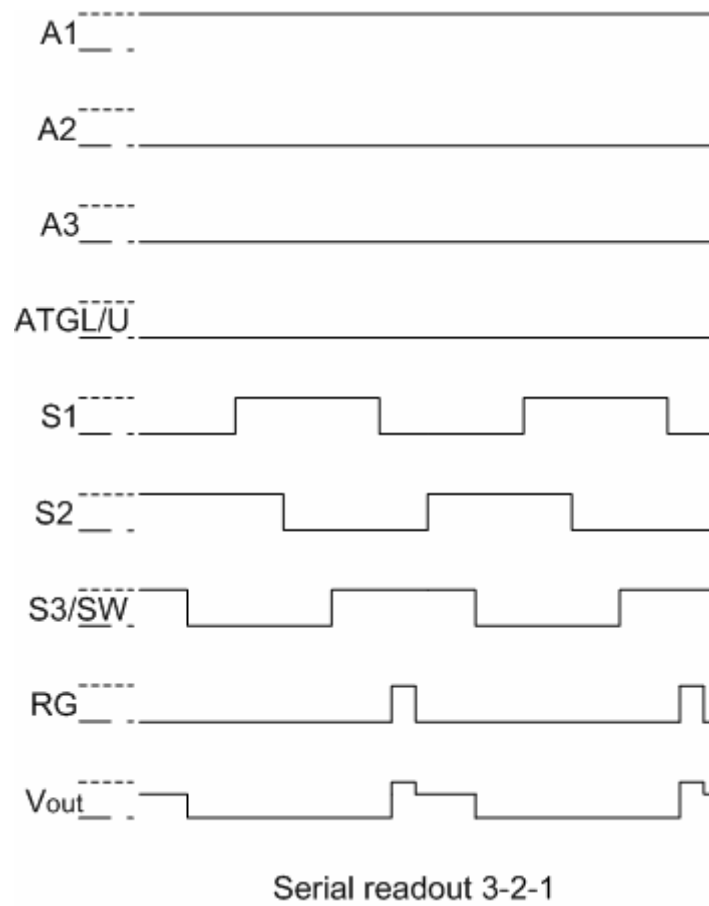 A1
A2
A3
ATGL/U
S1
S2
S3/SW
RG
Vout
Serial readout 3-2-1